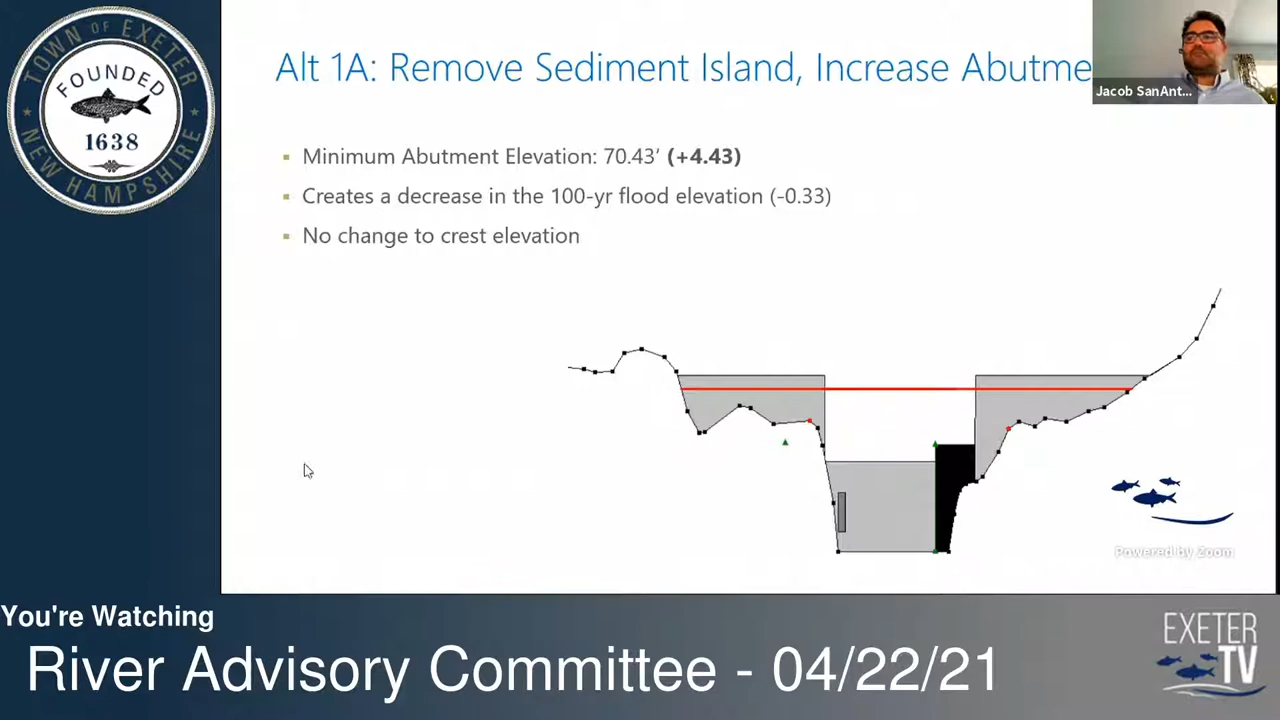 TOWN OF EXETER
FOUNDED
1638
NEW HAMPSHIRE
Alt 1A: Remove Sediment Island, Increase Abutme
Jacob SanAnt...
▪ Minimum Abutment Elevation: 70.43’ (+4.43)
▪ Creates a decrease in the 100-yr flood elevation (-0.33)
▪ No change to crest elevation
Powered by Zoom
You're Watching
River Advisory Committee - 04/22/21
EXETER
TV